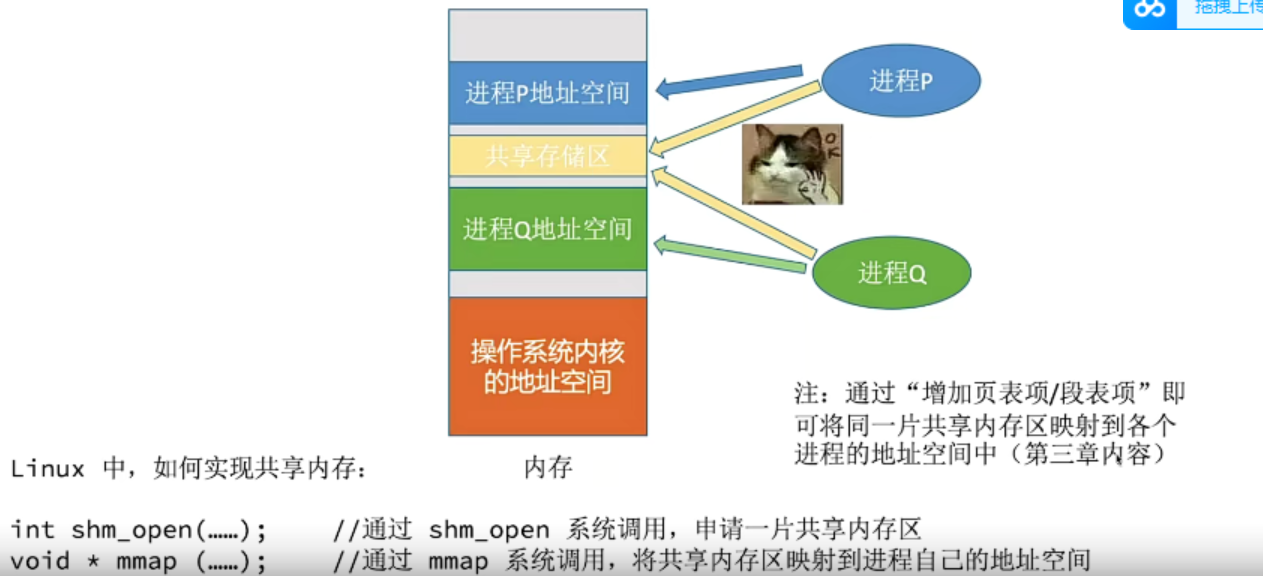 拖拽上传
进程P地址空间
进程P
共享存储区
OK
进程Q地址空间
进程Q
操作系统内核
的地址空间
注：通过“增加页表项/段表项”即
可将同一片共享内存区映射到各个
进程的地址空间中（第三章内容）
Linux 中，如何实现共享内存：
内存
int shm_open(……); //通过 shm_open 系统调用，申请一片共享内存区
void * mmap (……); //通过 mmap 系统调用，将共享内存区映射到进程自己的地址空间